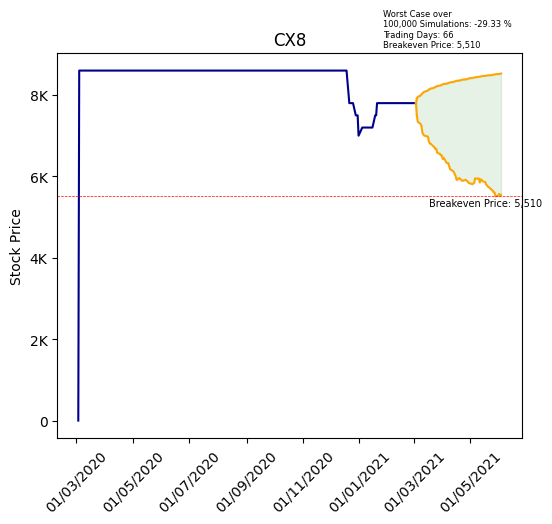 Worst Case over
100,000 Simulations: -29.33 %
Trading Days: 66
Breakeven Price: 5,510
CX8
8K
6K
4K
2K
0
Stock Price
Breakeven Price: 5,510
01/03/2020
01/05/2020
01/07/2020
01/09/2020
01/11/2020
01/01/2021
01/03/2021
01/05/2021